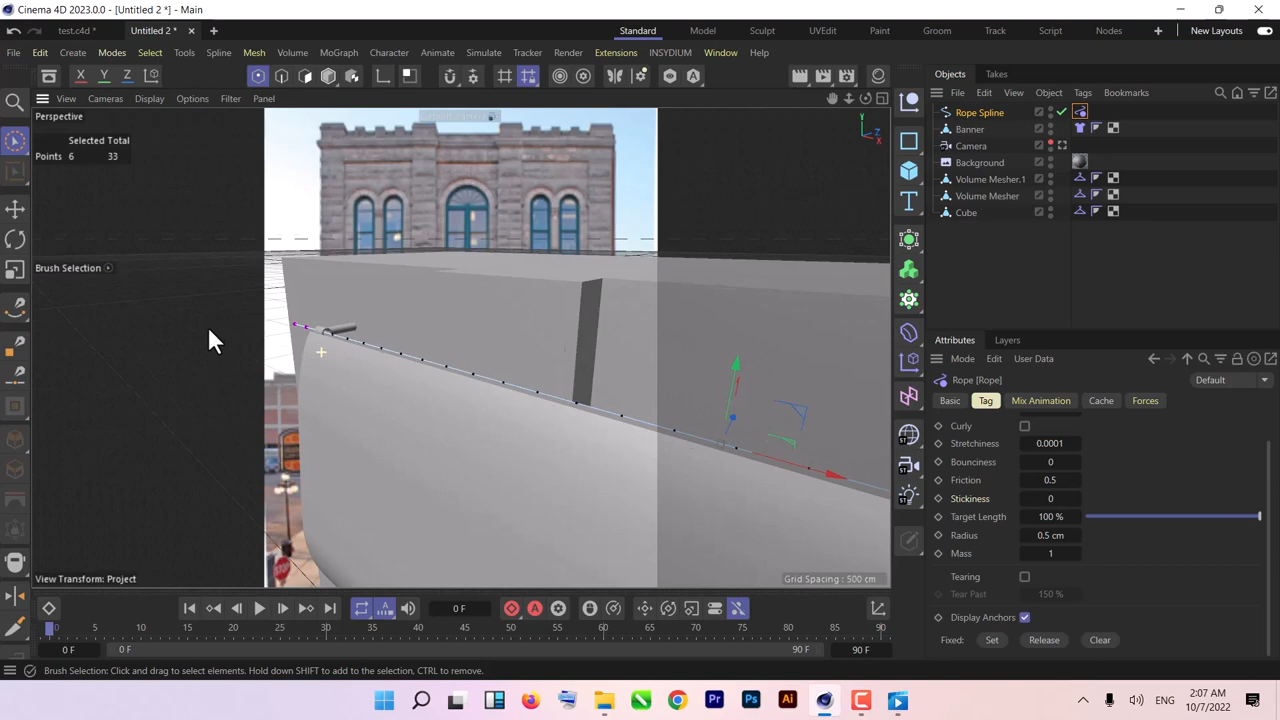 Cinema 4D 2023.0.0 - [Untitled 2 *] - Main
test.c4d * Untitled 2 * Standard Model Sculpt UVEdit Paint Groom Track Script Nodes New Layouts
File Edit Create Modes Select Tools Spline Mesh Volume MoGraph Character Animate Simulate Tracker Render Extensions INSYDIUM Window Help
X Y Z
Objects Takes
View Cameras Display Options Filter Panel
File Edit View Object Tags Bookmarks
Perspective
Selected Total
Points 6 33
Rope Spline
Banner
Camera
Background
Volume Mesher.1
Volume Mesher
Cube
Y
Z
X
Brush Selection
Attributes Layers
Mode Edit User Data
Rope [Rope] Default
Basic Tag Mix Animation Cache Forces
Curly
Stretchiness 0.0001
Bounciness 0
Friction 0.5
Stickiness 0
Target Length 100 %
Radius 0.5 cm
Mass 1
Tearing
Tear Past 150 %
Display Anchors
Fixed: Set Release Clear
ST
ST
ST
View Transform: Project Grid Spacing : 500 cm
0 F
0 5 10 15 20 25 30 35 40 45 50 55 60 65 70 75 80 85 90
0 F 0 F 90 F 90 F
Brush Selection: Click and drag to select elements. Hold down SHIFT to add to the selection, CTRL to remove.
Pr Ps Ai
2:07 AM
10/7/2022